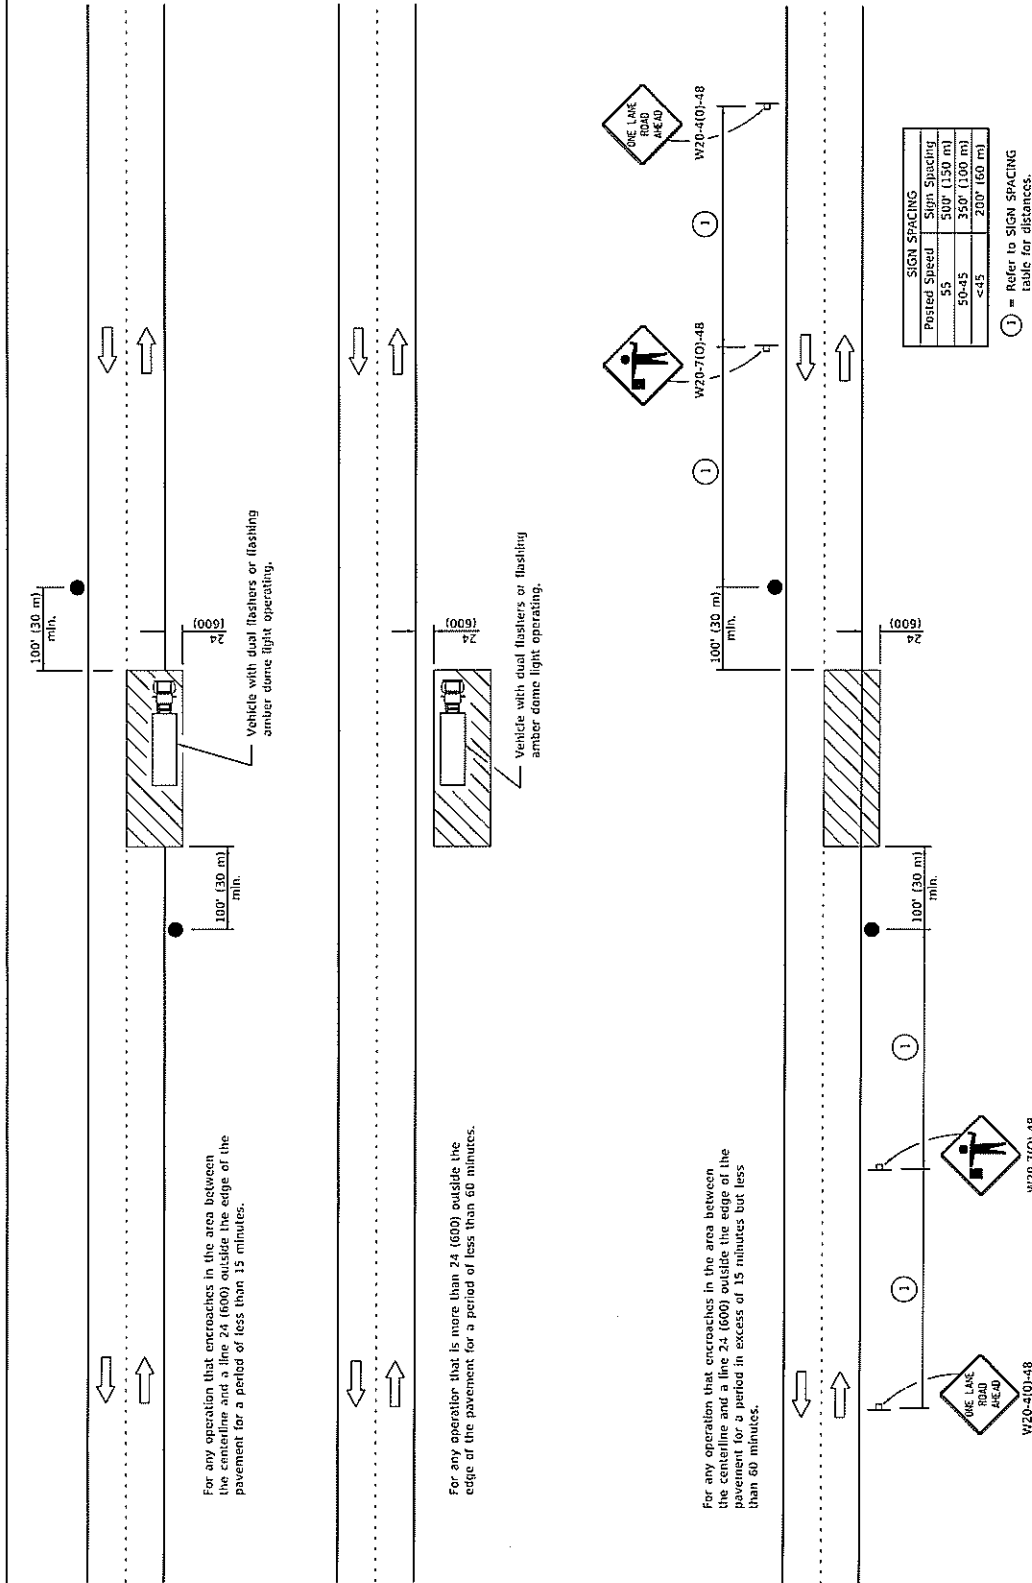 100' (30 m)
min.
24
(600)
Vehicle with dual flashers or flashing
amber dome light operating.
100' (30 m)
min.
For any operation that encroaches in the area between
the centerline and a line 24 (600) outside the edge of the
pavement for a period of less than 15 minutes.
24
(600)
Vehicle with dual flashers or flashing
amber dome light operating.
For any operation that is more than 24 (600) outside the
edge of the pavement for a period of less than 60 minutes.
ONE LANE
ROAD
AHEAD
W20-4(O)-48
W20-7(O)-48
1
1
100' (30 m)
min.
24
(600)
For any operation that encroaches in the area between
the centerline and a line 24 (600) outside the edge of the
pavement for a period in excess of 15 minutes but less
than 60 minutes.
100' (30 m)
min.
1
1
W20-7(O)-48
ONE LANE
ROAD
AHEAD
W20-4(O)-48
SIGN SPACING
Posted Speed Sign Spacing
55 500' (150 m)
50-45 350' (100 m)
<45 200' (60 m)
1 = Refer to SIGN SPACING
table for distances.